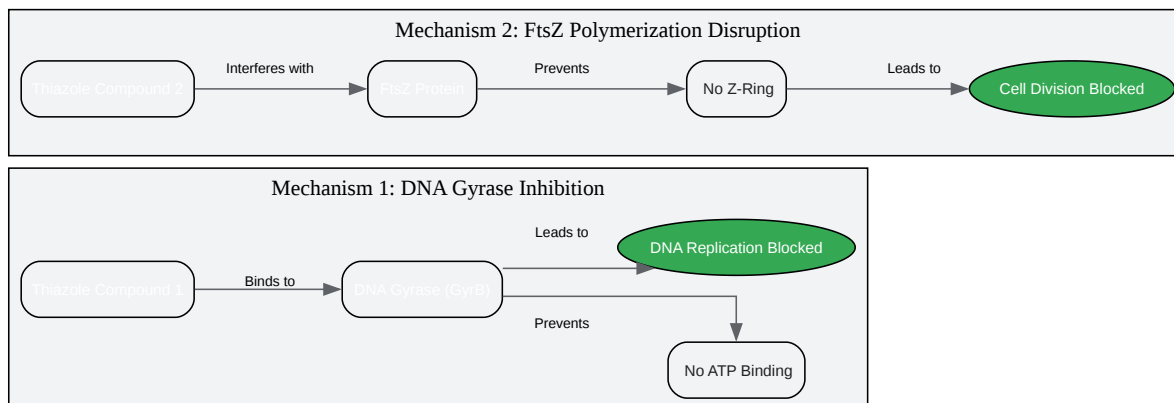 Mechanism 2: FtsZ Polymerization Disruption
Thiazole Compound 2
Interferes with
FtsZ Protein
Prevents
No Z-Ring
Leads to
Cell Division Blocked
Mechanism 1: DNA Gyrase Inhibition
Thiazole Compound 1
Binds to
DNA Gyrase (GyrB)
Leads to
DNA Replication Blocked
Prevents
No ATP Binding